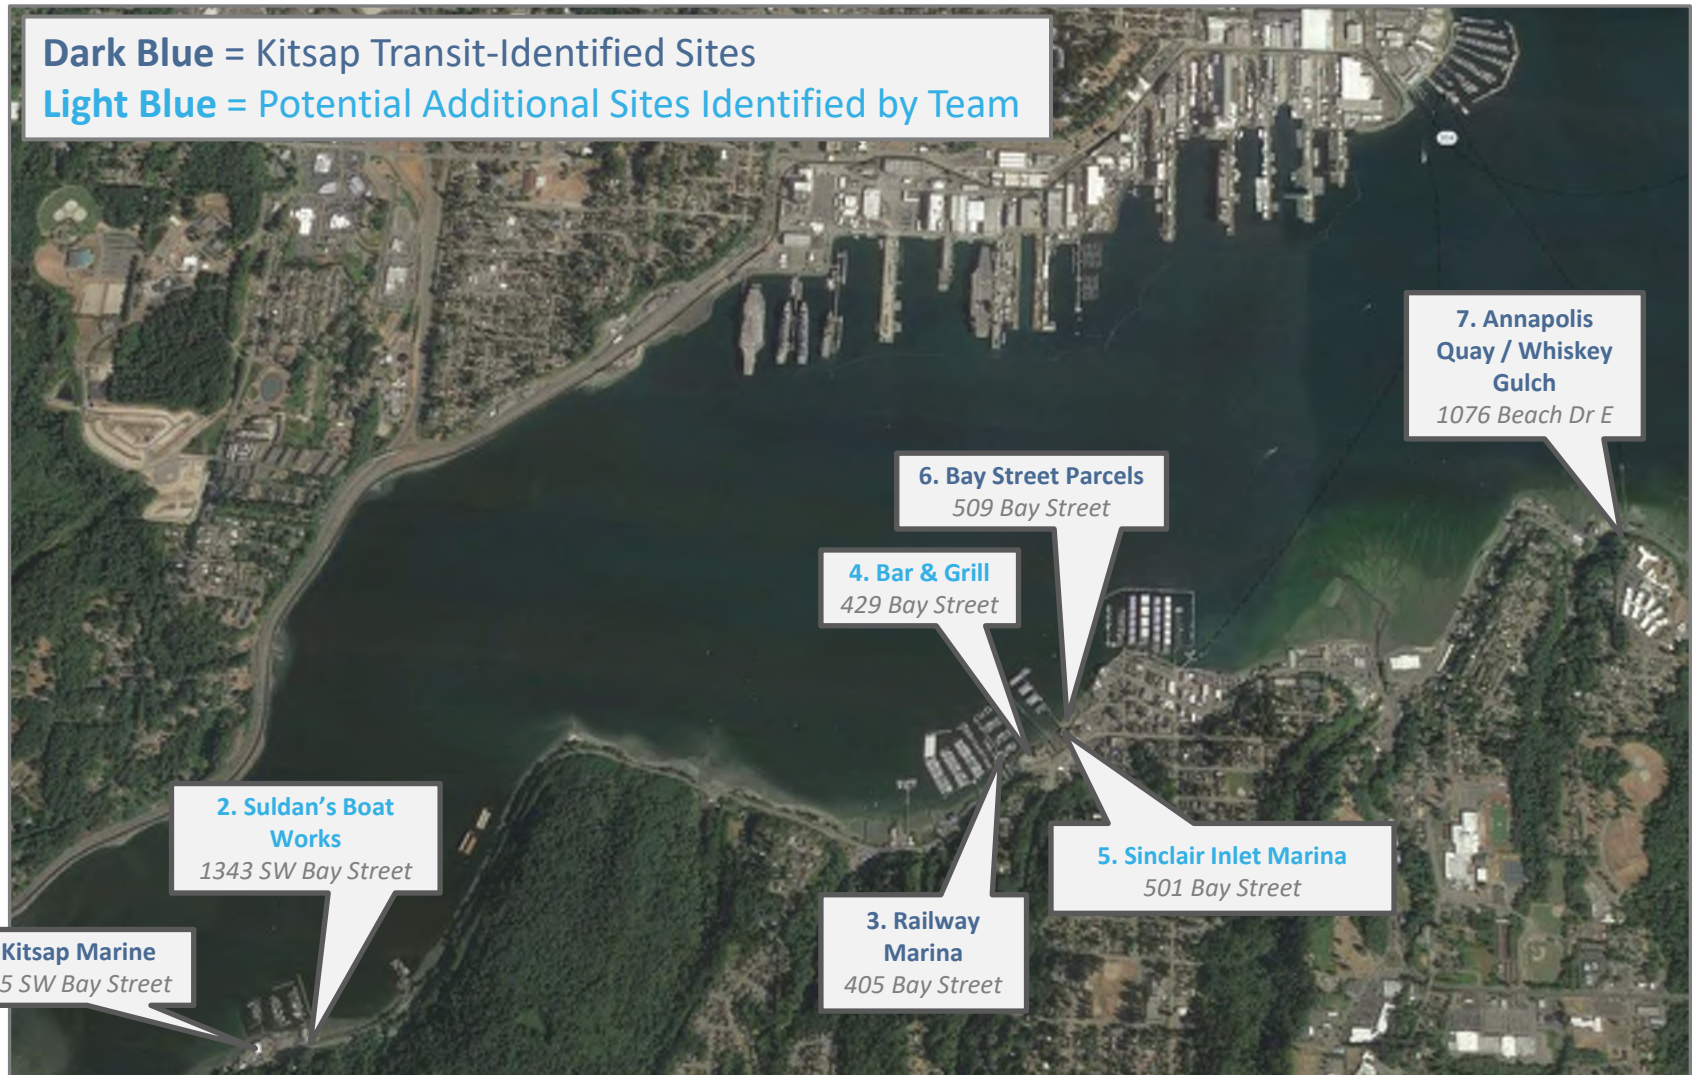 Dark Blue = Kitsap Transit-Identified Sites
Light Blue = Potential Additional Sites Identified by Team
7. Annapolis
Quay / Whiskey
Gulch
1076 Beach Dr E
6. Bay Street Parcels
509 Bay Street
4. Bar & Grill
429 Bay Street
2. Suldan's Boat
Works
1343 SW Bay Street
5. Sinclair Inlet Marina
501 Bay Street
3. Railway
Marina
405 Bay Street
Kitsap Marine
5 SW Bay Street